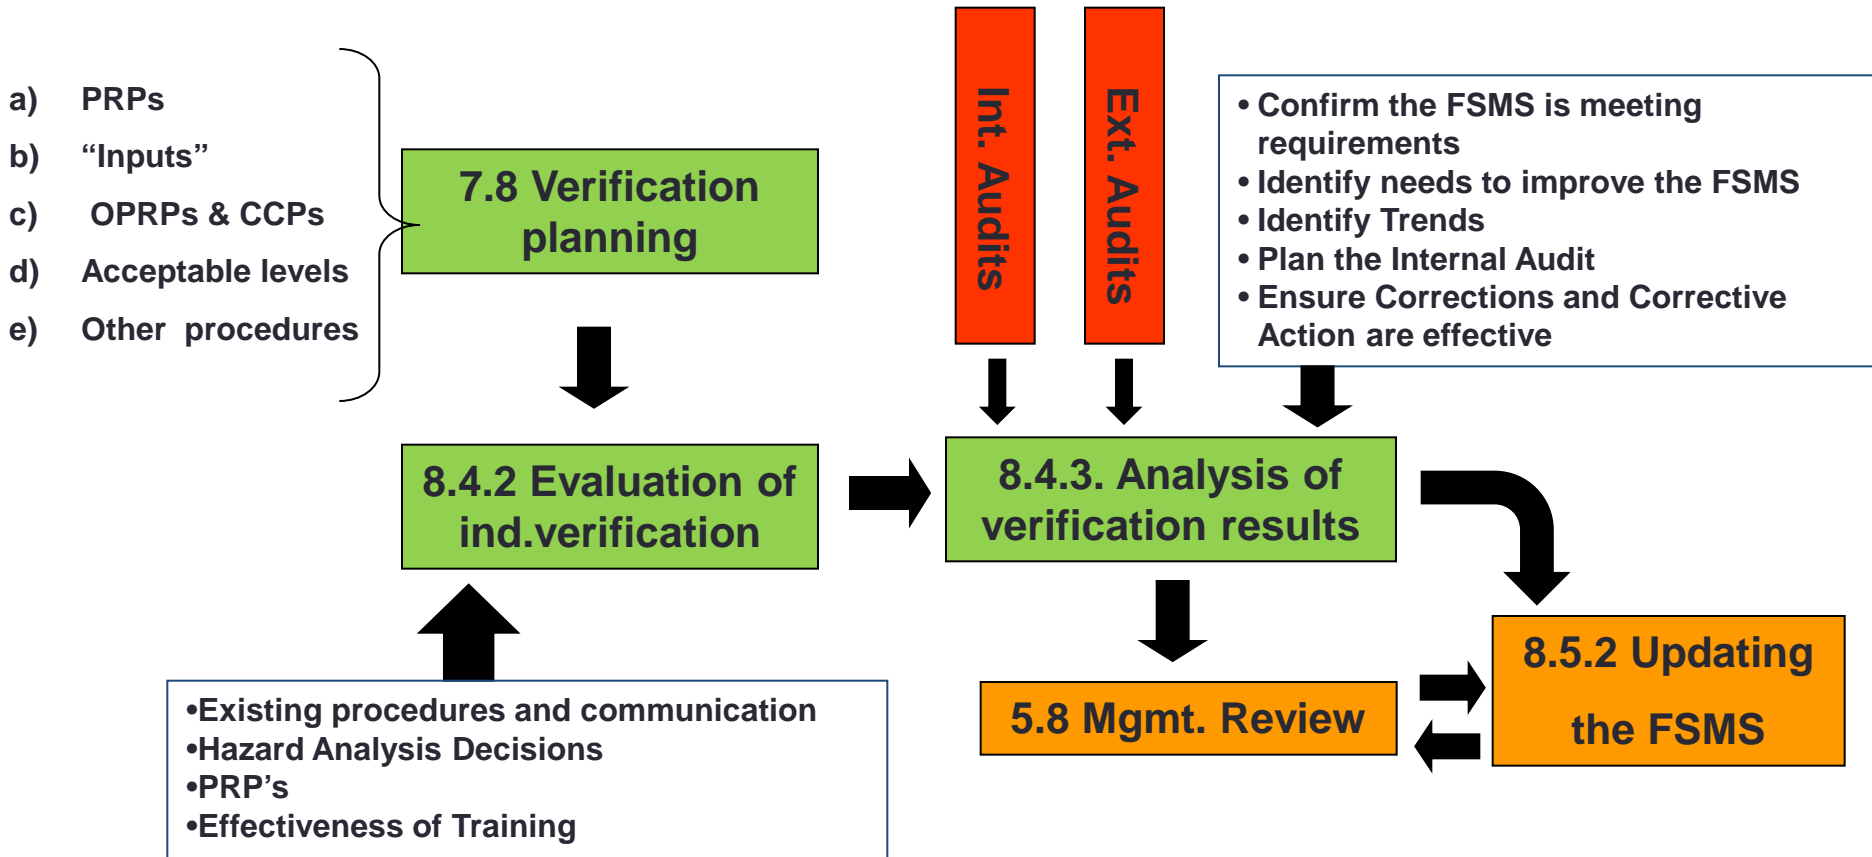 a) PRPs
b) “Inputs”
c) OPRPs & CCPs
d) Acceptable levels
e) Other procedures
7.8 Verification
planning
Int. Audits
Ext. Audits
• Confirm the FSMS is meeting
requirements
• Identify needs to improve the FSMS
• Identify Trends
• Plan the Internal Audit
• Ensure Corrections and Corrective
Action are effective
8.4.2 Evaluation of
ind.verification
8.4.3. Analysis of
verification results
•Existing procedures and communication
•Hazard Analysis Decisions
•PRP’s
•Effectiveness of Training
5.8 Mgmt. Review
8.5.2 Updating
the FSMS